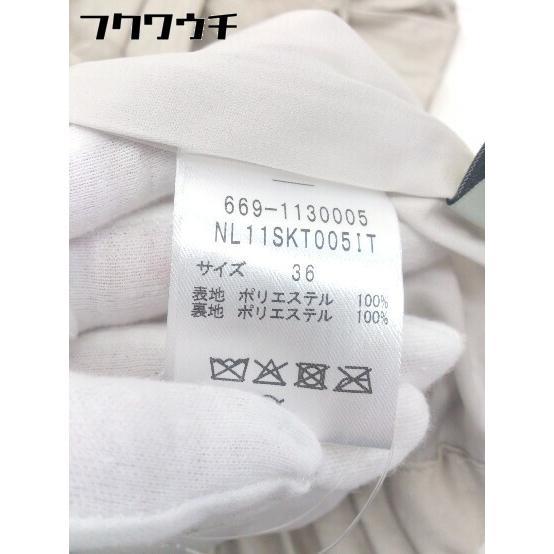 フクワウチ
669-1130005
NL11SKT005IT
サイズ 36
表地 ポリエステル 100%
裏地 ポリエステル 100%